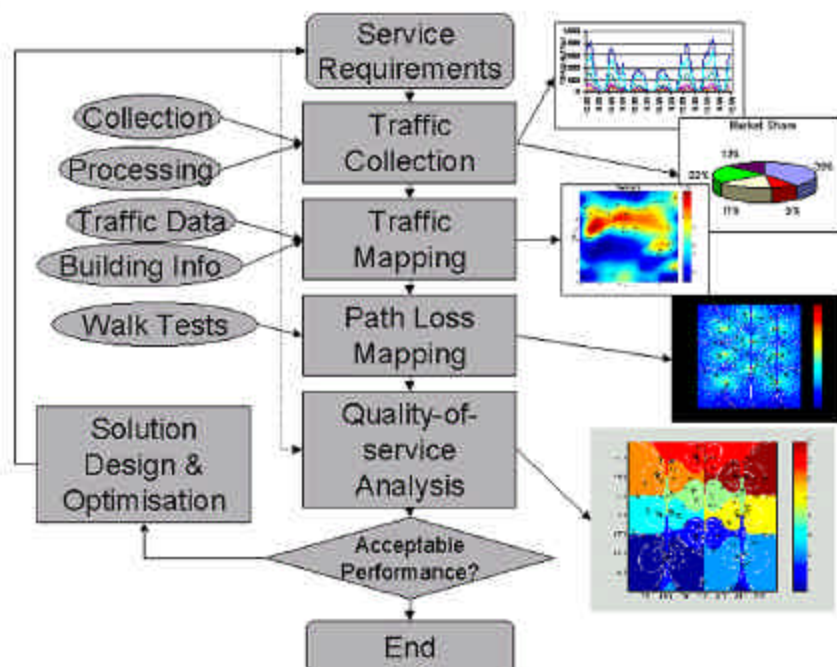 Service
Requirements
Collection
Processing
Traffic
Collection
Traffic Data
Building Info
Traffic
Mapping
Walk Tests
Path Loss
Mapping
Solution
Design &
Optimisation
Quality-of-
service
Analysis
Acceptable
Performance?
End
Market Share